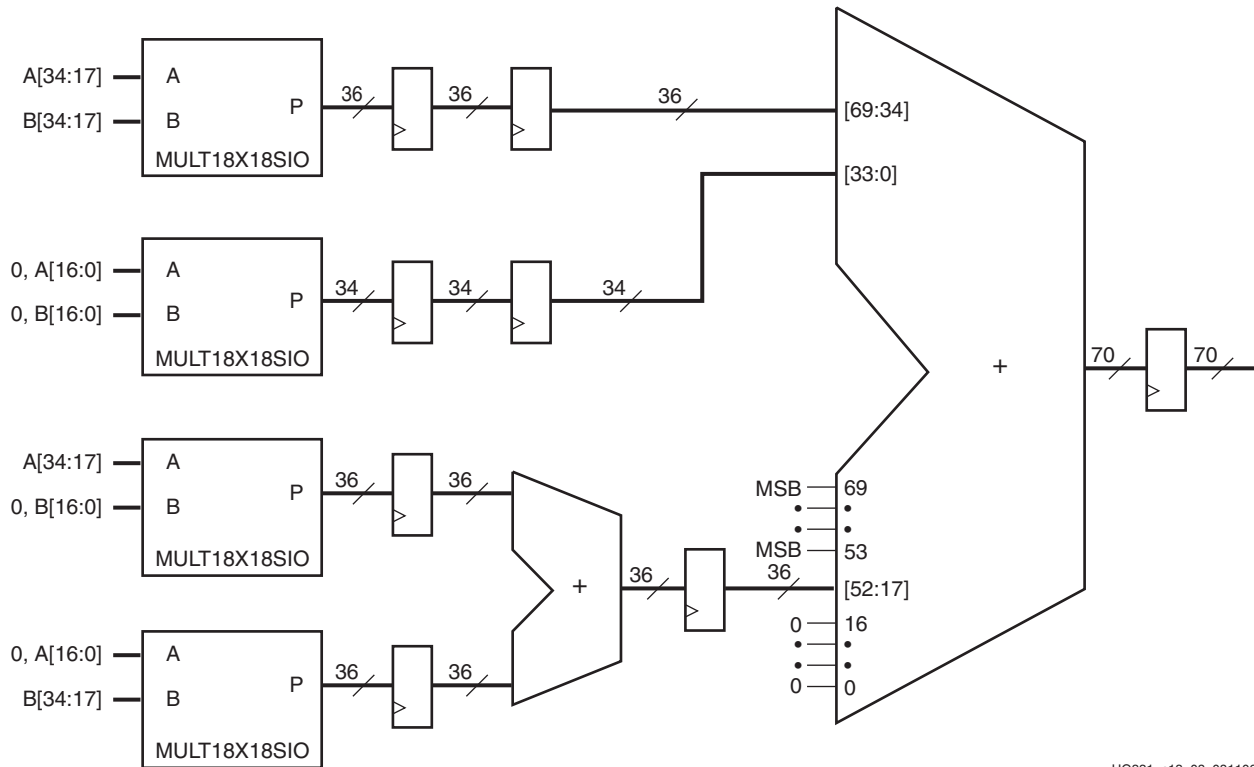 A[34:17]
B[34:17]
A
B
P
MULT18X18SIO
36
36
36
[69:34]
[33:0]
0, A[16:0]
0, B[16:0]
A
B
P
MULT18X18SIO
34
34
34
+
70
70
A[34:17]
0, B[16:0]
A
B
P
MULT18X18SIO
36
36
MSB
69
MSB
53
+
36
36
[52:17]
0
16
0
0
0, A[16:0]
B[34:17]
A
B
P
MULT18X18SIO
36
36